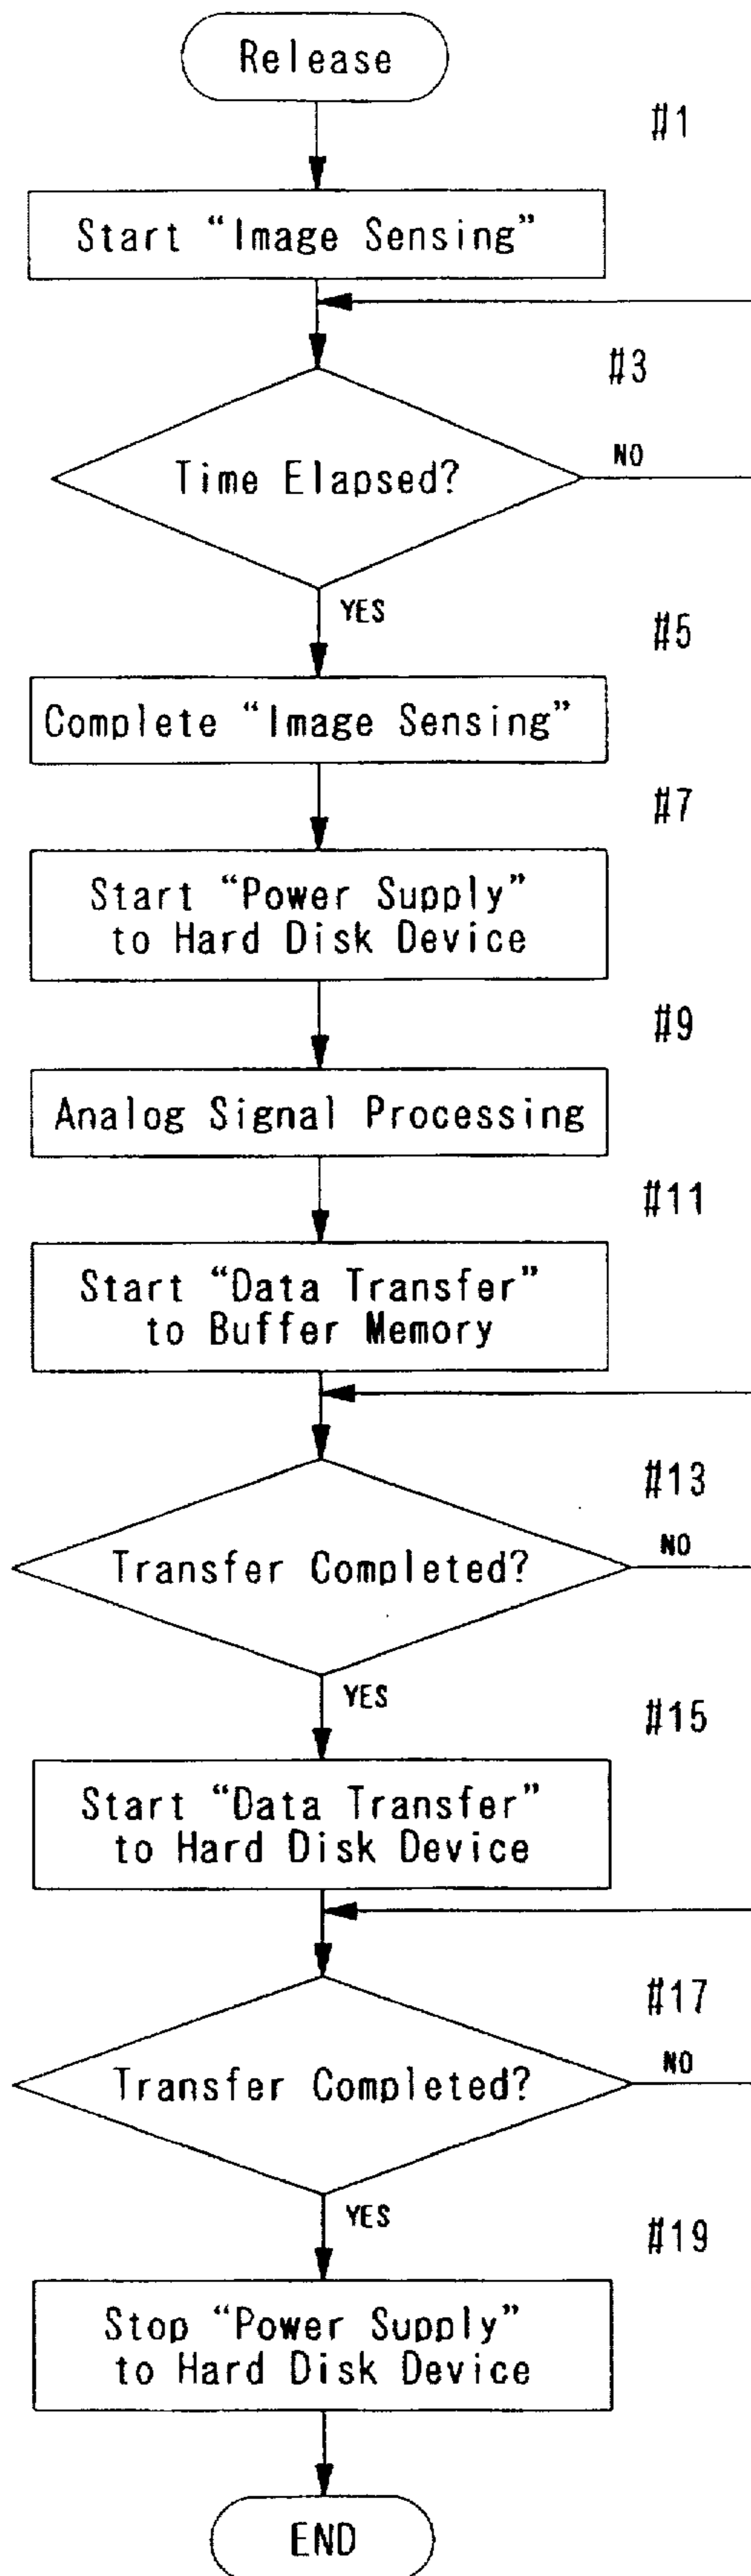 Release
#1
Start “Image Sensing”
#3
Time Elapsed?
NO
YES
#5
Complete “Image Sensing”
#7
Start “Power Supply”
to Hard Disk Device
#9
Analog Signal Processing
#11
Start “Data Transfer”
to Buffer Memory
#13
Transfer Completed?
NO
YES
#15
Start “Data Transfer”
to Hard Disk Device
#17
Transfer Completed?
NO
YES
#19
Stop “Power Supply”
to Hard Disk Device
END